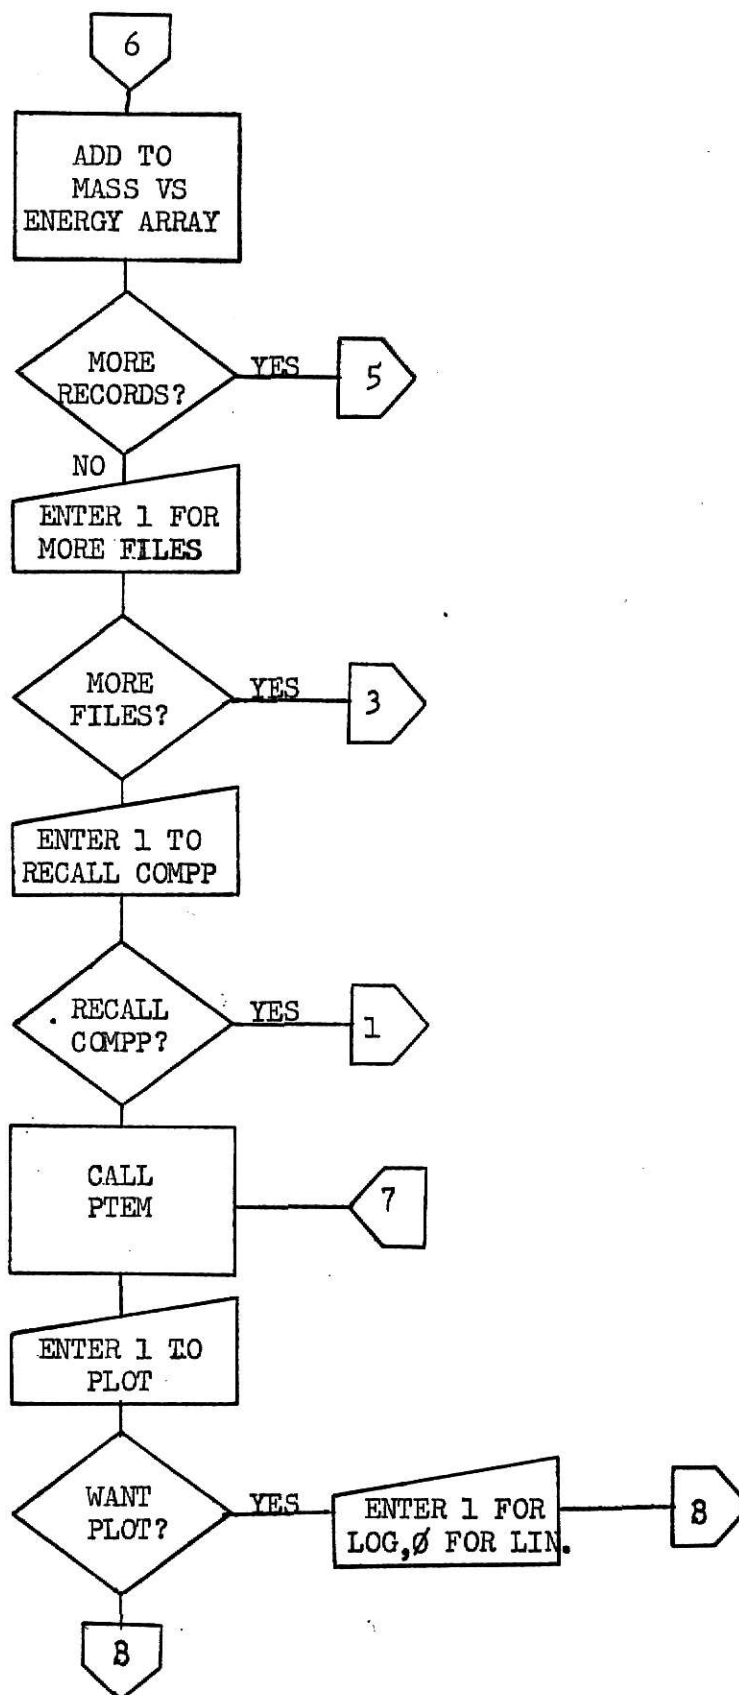 6
ADD TO
MASS VS
ENERGY ARRAY
MORE
RECORDS?
YES
5
NO
ENTER 1 FOR
MORE FILES
MORE
FILES?
YES
3
ENTER 1 TO
RECALL COMPP
RECALL
COMPP?
YES
1
CALL
PTEM
7
ENTER 1 TO
PLOT
WANT
PLOT?
YES
ENTER 1 FOR
LOG,Ø FOR LIN.
8
8